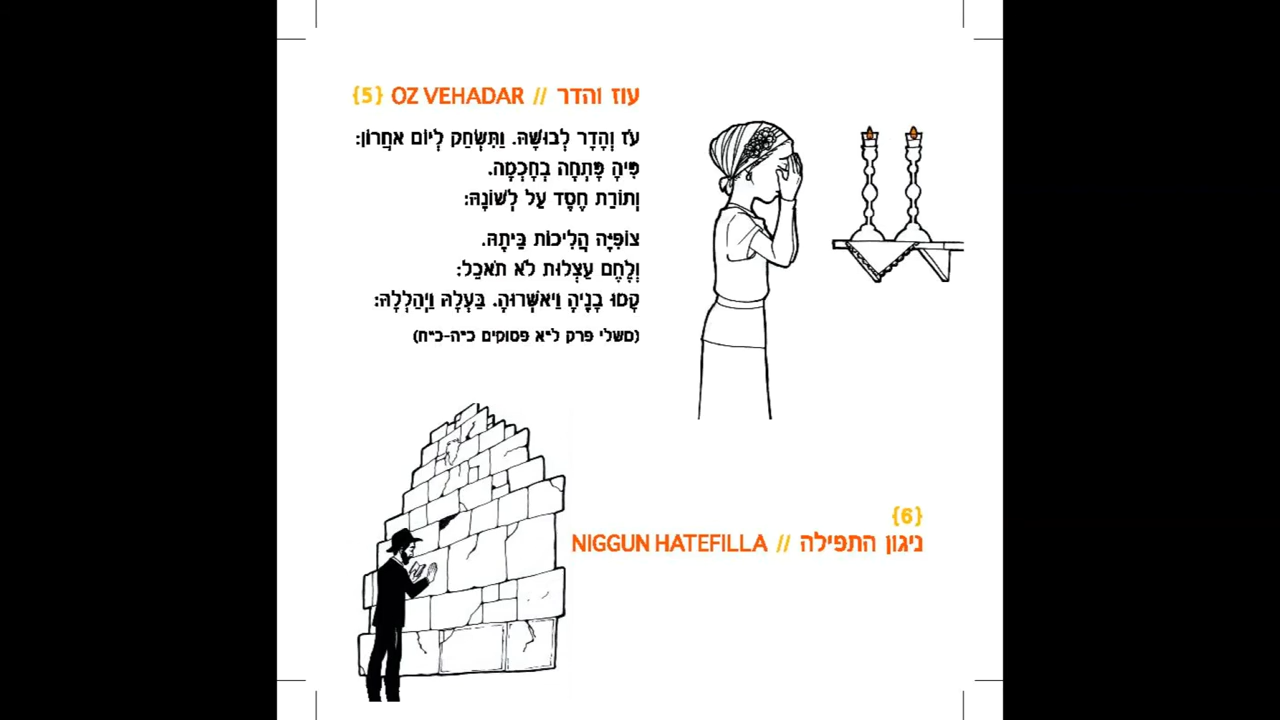 {5} OZ VEHADAR // עוז והדר
עֹז וְהָדָר לְבוּשָׁהּ. וַתִּשְׂחַק לְיוֹם אַחֲרוֹן:
פִּיהָ פָּתְחָה בְחָכְמָה.
וְתוֹרַת חֶסֶד עַל לְשׁוֹנָהּ:
צוֹפִיָּה הֲלִיכוֹת בֵּיתָהּ.
וְלֶחֶם עַצְלוּת לֹא תֹאכֵל:
קָמוּ בָנֶיהָ וַיְאַשְּׁרוּהָ. בַּעְלָהּ וַיְהַלְלָהּ:
(משלי פרק ל״א פסוקים כ״ה-כ״ח)
{6}
NIGGUN HATEFILLA // ניגון התפילה